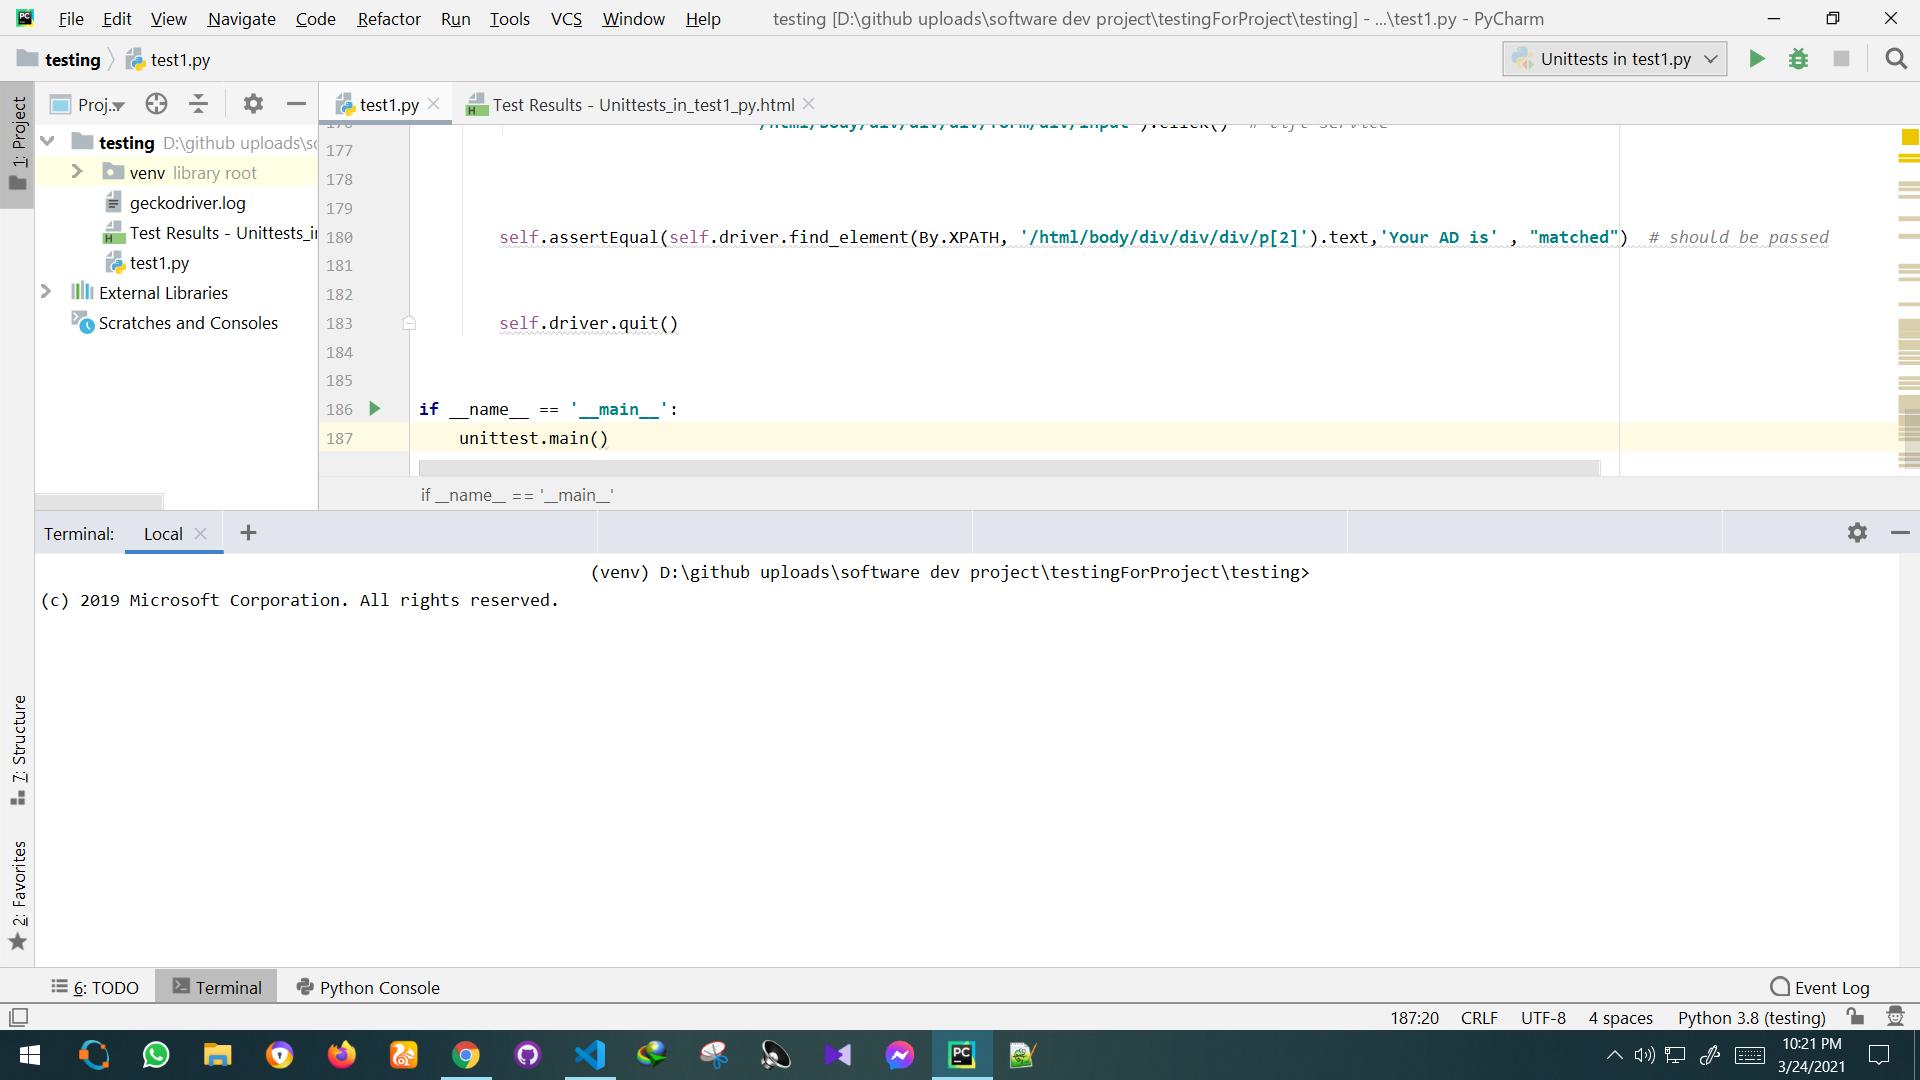 File Edit View Navigate Code Refactor Run Tools VCS Window Help testing [D:\github uploads\software dev project\testingForProject\testing] - ...\test1.py - PyCharm
testing test1.py Unittests in test1.py
1: Project
Proj..
test1.py Test Results - Unittests_in_test1_py.html
testing D:\github uploads\so
venv library root
geckodriver.log
Test Results - Unittests_i
test1.py
External Libraries
Scratches and Consoles
177
178
179
180 self.assertEqual(self.driver.find_element(By.XPATH, '/html/body/div/div/div/p[2]').text,'Your AD is' , "matched") # should be passed
181
182
183 self.driver.quit()
184
185
186 if __name__ == '__main__':
187 unittest.main()
if __name__ == '__main__'
Terminal: Local
(venv) D:\github uploads\software dev project\testingForProject\testing>
(c) 2019 Microsoft Corporation. All rights reserved.
7: Structure
2: Favorites
6: TODO Terminal Python Console Event Log
187:20 CRLF UTF-8 4 spaces Python 3.8 (testing)
10:21 PM
3/24/2021